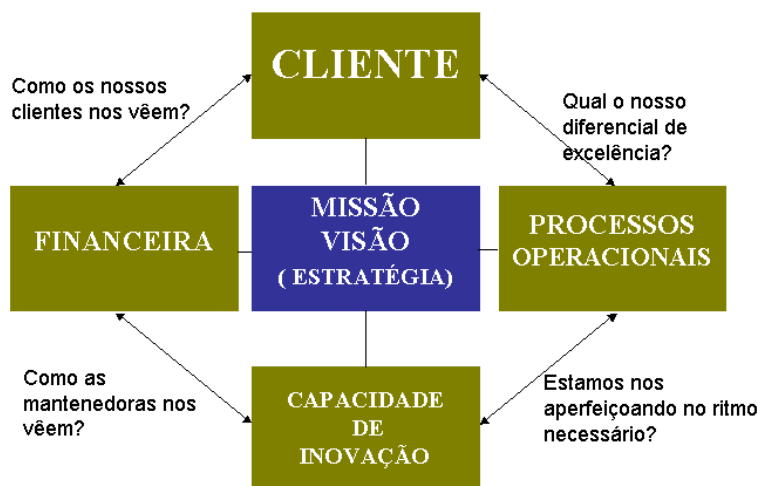 CLIENTE
Como os nossos
clientes nos vêem?
Qual o nosso
diferencial de
excelência?
FINANCEIRA
MISSÃO
VISÃO
( ESTRATÉGIA)
PROCESSOS
OPERACIONAIS
Como as
mantenedoras nos
vêem?
CAPACIDADE
DE
INOVAÇÃO
Estamos nos
aperfeiçoando no ritmo
necessário?